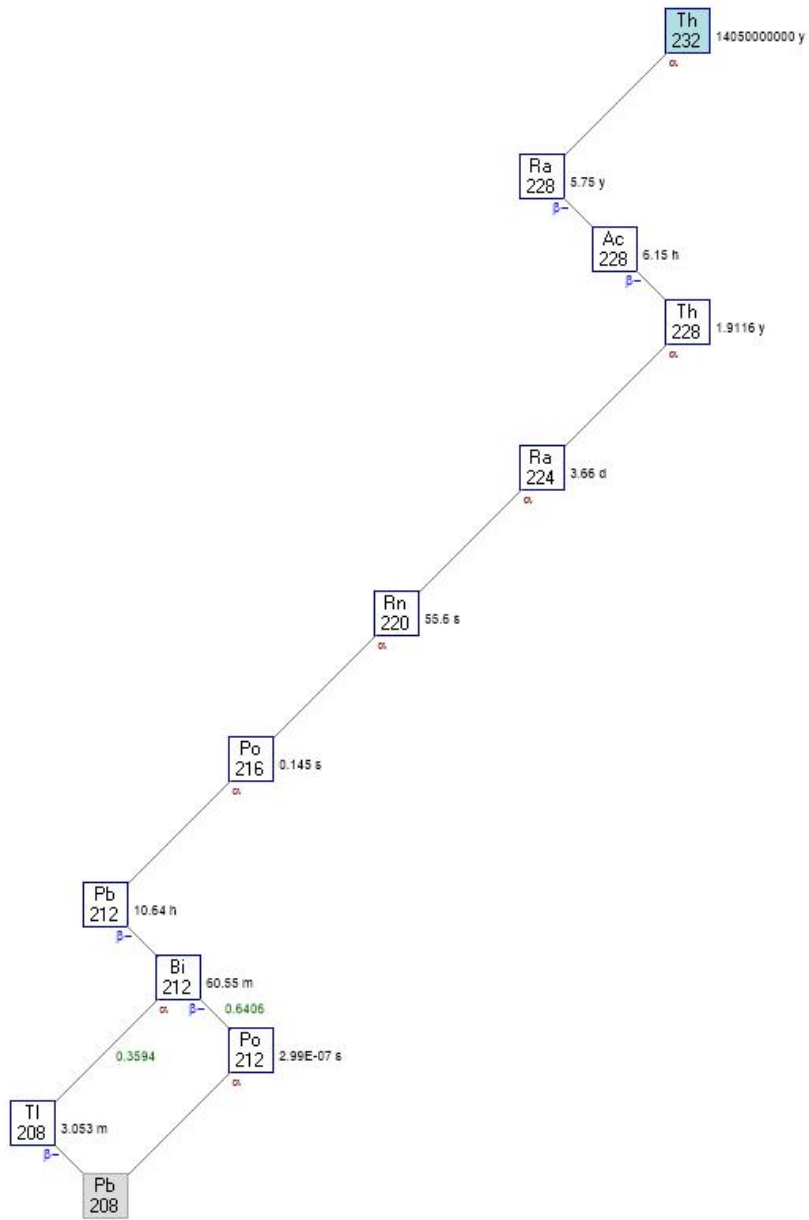 Th
232
14050000000 y
α
Ra
228
5.75 y
β-
Ac
228
6.15 h
β-
Th
228
1.9116 y
α
Ra
224
3.66 d
α
Rn
220
55.6 s
α
Po
216
0.145 s
α
Pb
212
10.64 h
β-
Bi
212
60.55 m
α
β-
0.6406
0.3594
Po
212
2.99E-07 s
α
Tl
208
3.053 m
β-
Pb
208